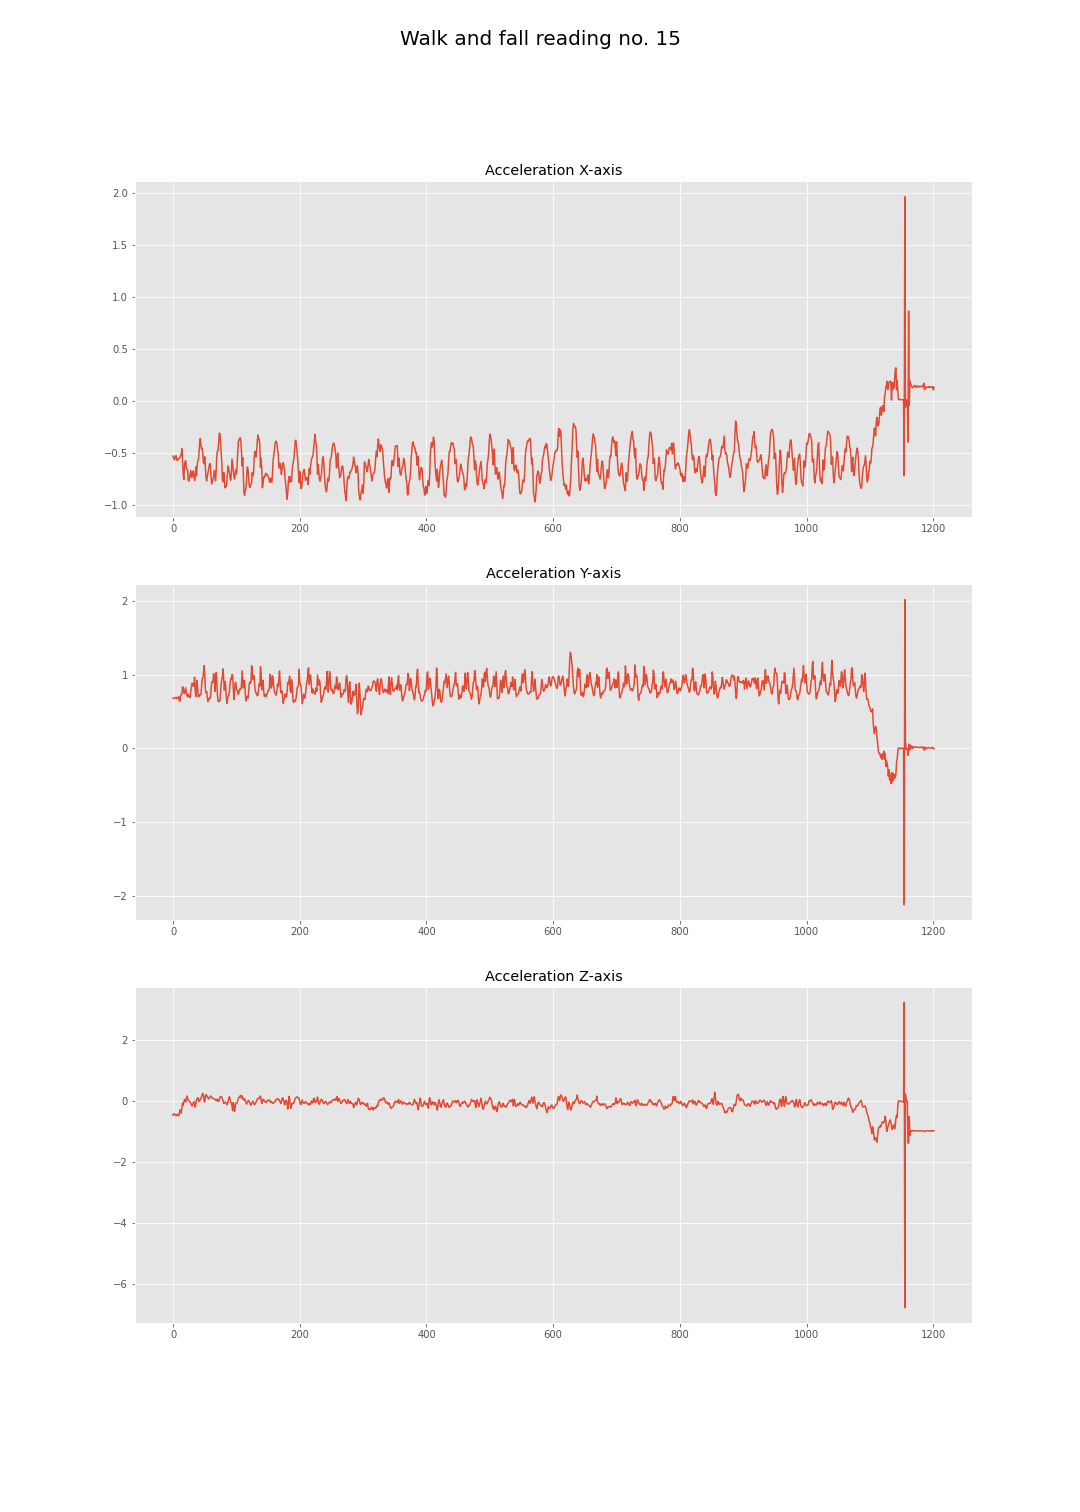 Walk and fall reading no. 15
Acceleration X-axis
2.0
1.5
1.0
0.5
0.0
−0.5
−1.0
0 200 400 600 800 1000 1200
Acceleration Y-axis
2
1
0
−1
−2
0 200 400 600 800 1000 1200
Acceleration Z-axis
2
0
−2
−4
−6
0 200 400 600 800 1000 1200